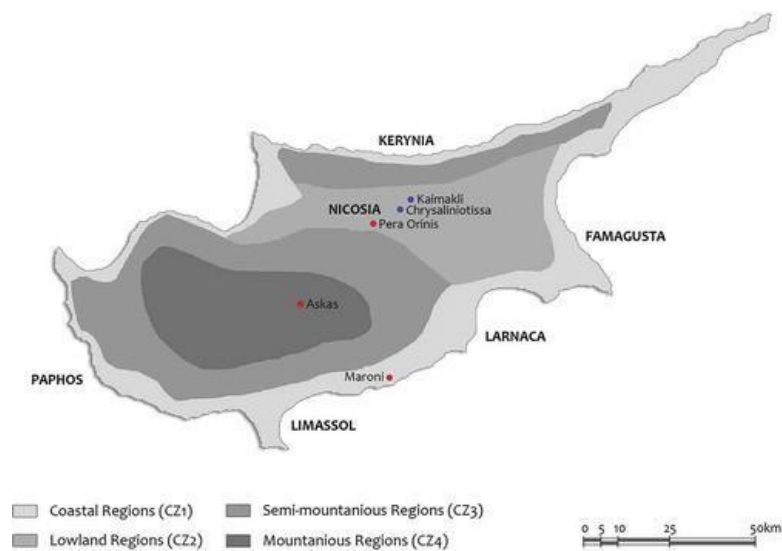 KERYNIA
Kaimakli
NICOSIA
Chrysaliniotissa
Pera Orinis
FAMAGUSTA
Askas
LARNACA
Maroni
PAPHOS
LIMASSOL
Coastal Regions (CZ1)
Semi-mountanious Regions (CZ3)
Lowland Regions (CZ2)
Mountanious Regions (CZ4)
0 5 10 25 50km